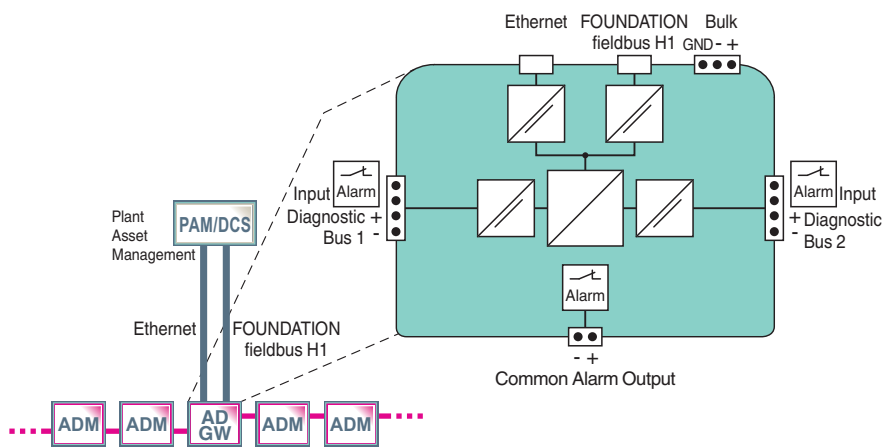 Ethernet
FOUNDATION
fieldbus H1
Bulk
GND - +
Alarm
Input
Diagnostic +
Bus 1 -
Alarm
Input
+ Diagnostic
- Bus 2
Alarm
- +
Common Alarm Output
Plant
Asset
Management
PAM/DCS
Ethernet
FOUNDATION
fieldbus H1
ADM
ADM
AD
GW
ADM
ADM